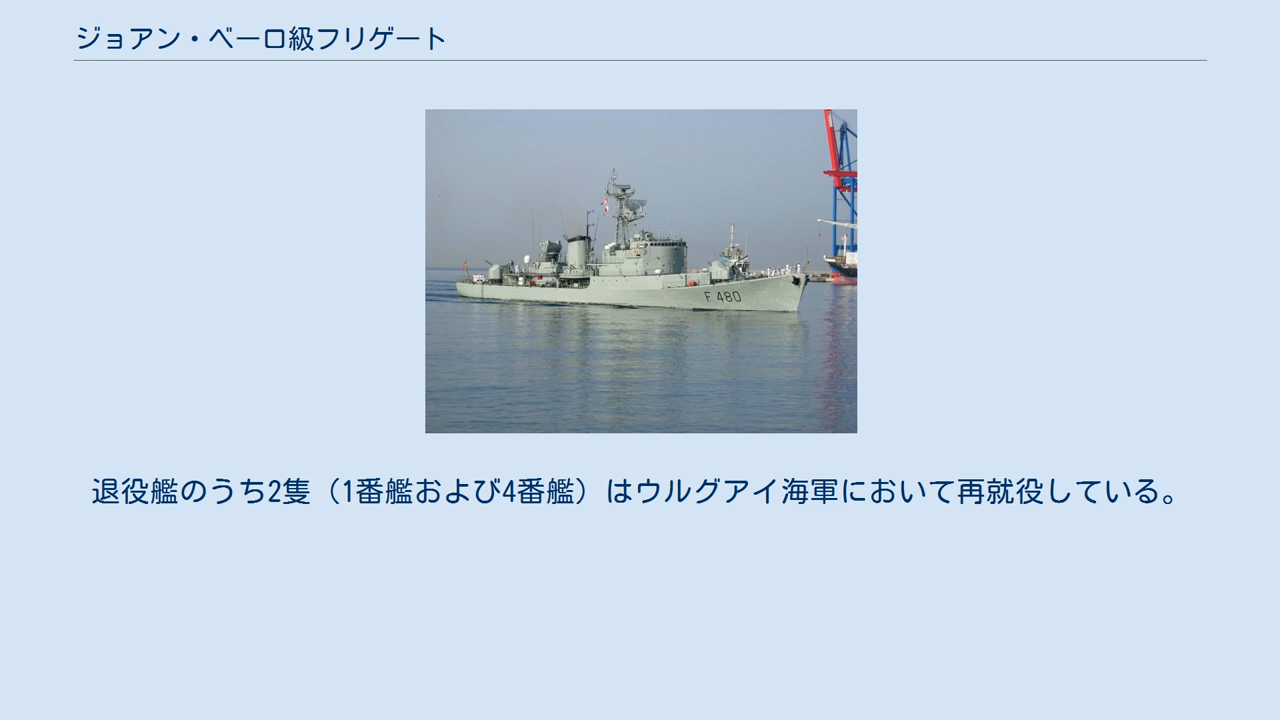 ジョアン・ベーロ級フリゲート
F 480
退役艦のうち2隻（1番艦および4番艦）はウルグアイ海軍において再就役している。